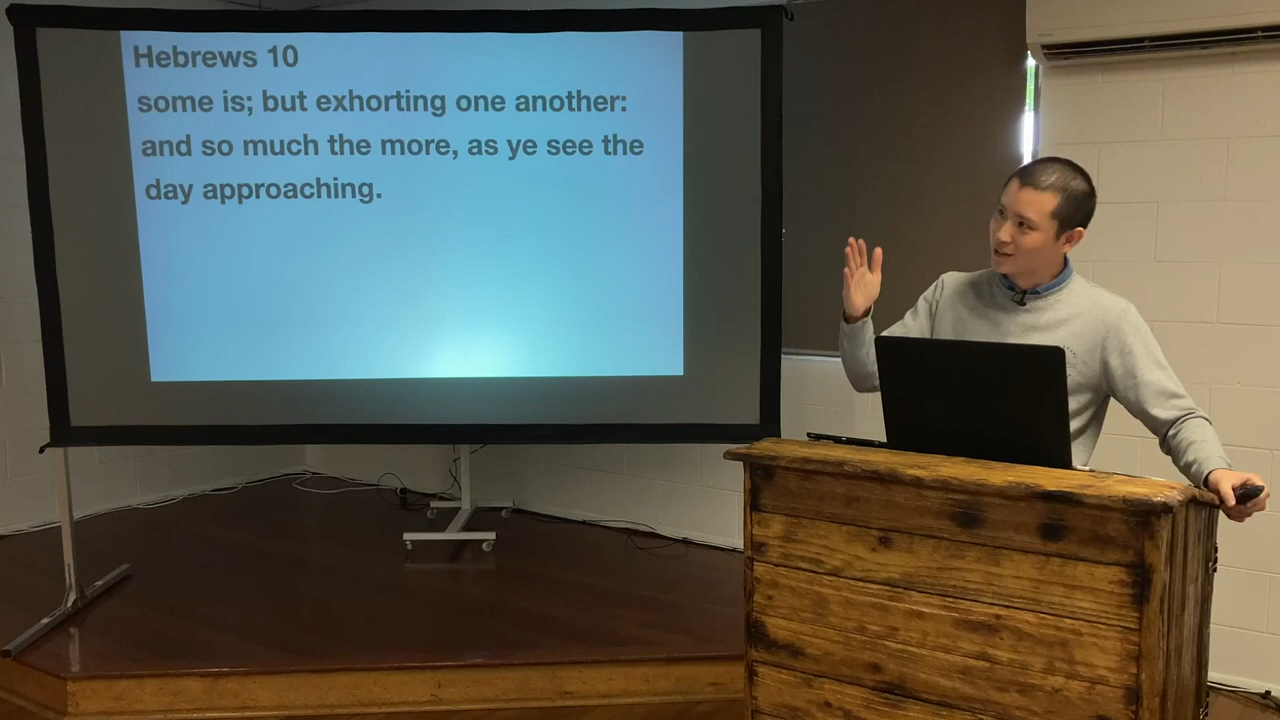 Hebrews 10
some is; but exhorting one another:
and so much the more, as ye see the
day approaching.